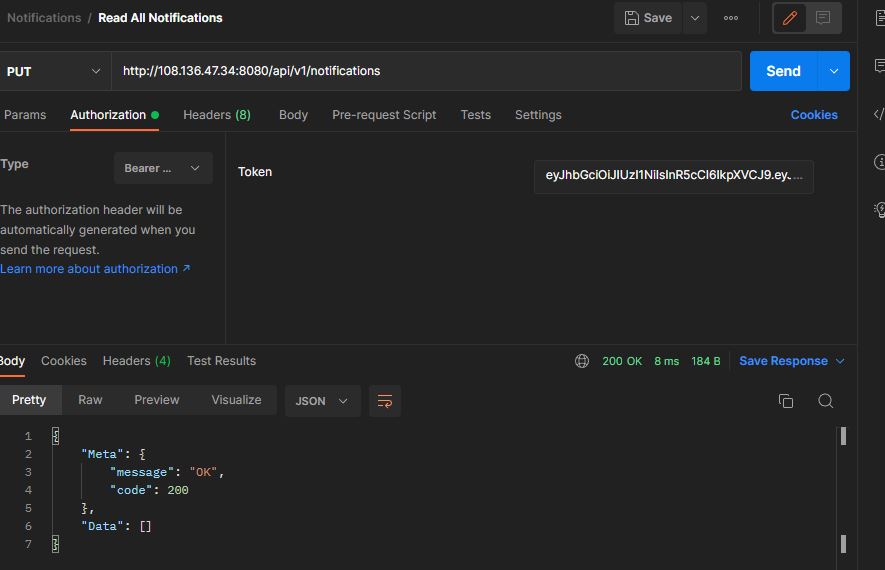 Notifications / Read All Notifications
Save
PUT
http://108.136.47.34:8080/api/v1/notifications
Send
Params Authorization Headers (8) Body Pre-request Script Tests Settings Cookies
Type
Bearer ...
Token
eyJhbGciOiJIUzI1NiIsInR5cCI6IkpXVCJ9.eyJ...
The authorization header will be
automatically generated when you
send the request.
Learn more about authorization ↗
Body Cookies Headers (4) Test Results
200 OK 8 ms 184 B Save Response
Pretty Raw Preview Visualize JSON
1 {
2 "Meta": {
3 "message": "OK",
4 "code": 200
5 },
6 "Data": []
7 }